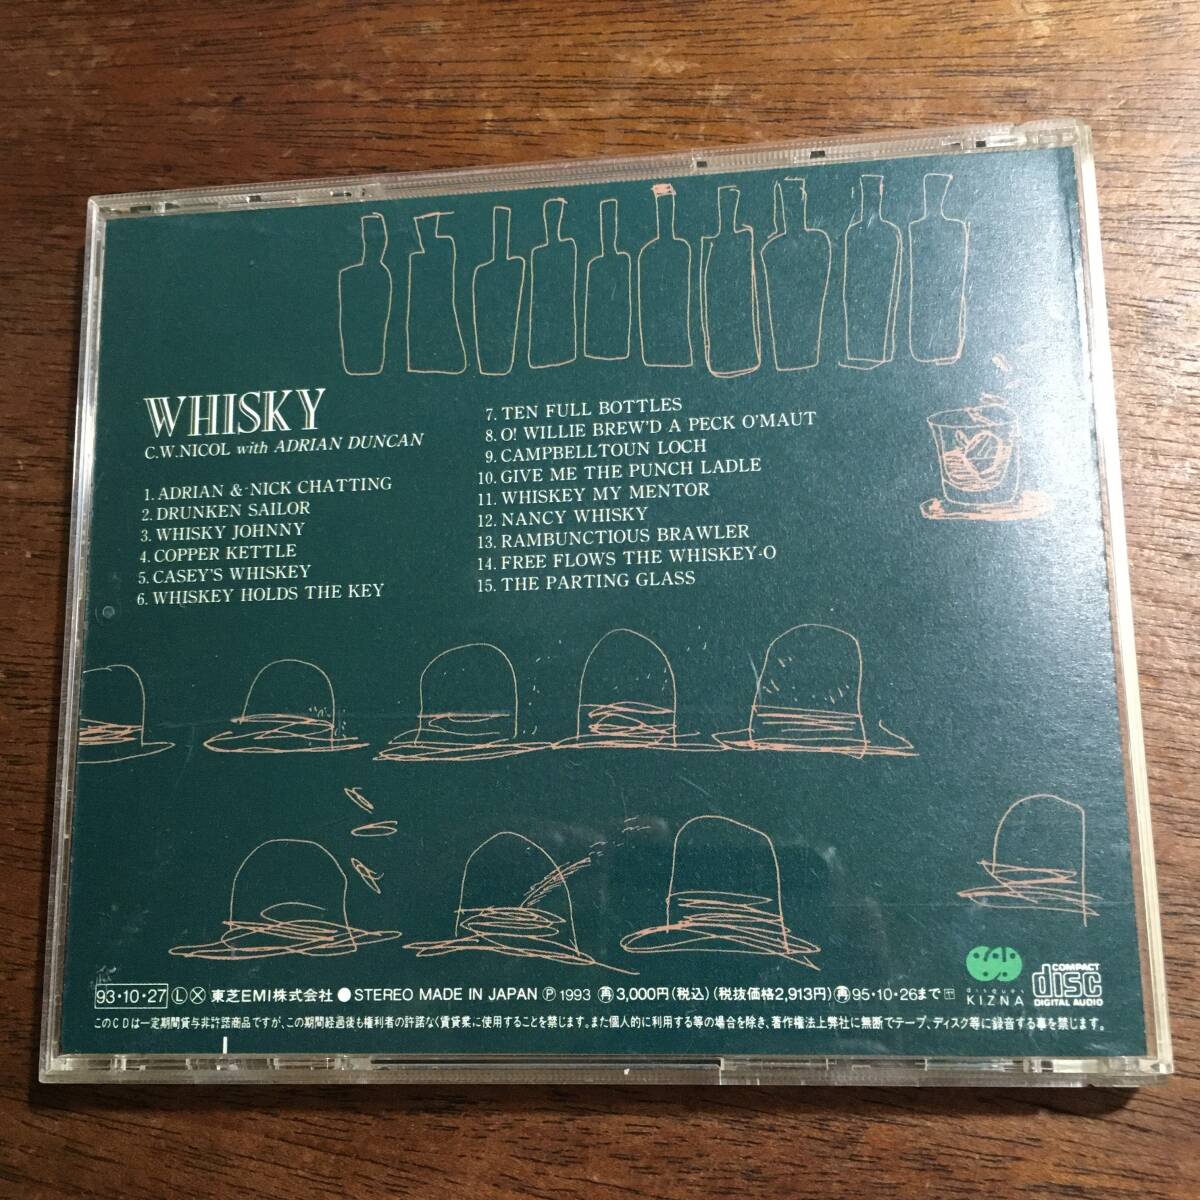 WHISKY
C.W.NICOL with ADRIAN DUNCAN
1. ADRIAN & NICK CHATTING
2. DRUNKEN SAILOR
3. WHISKY JOHNNY
4. COPPER KETTLE
5. CASEY'S WHISKEY
6. WHISKEY HOLDS THE KEY
7. TEN FULL BOTTLES
8. O! WILLIE BREW'D A PECK O'MAUT
9. CAMPBELLTOUN LOCH
10. GIVE ME THE PUNCH LADLE
11. WHISKEY MY MENTOR
12. NANCY WHISKY
13. RAMBUNCTIOUS BRAWLER
14. FREE FLOWS THE WHISKEY-O
15. THE PARTING GLASS
KIZNA
COMPACT
disc
DIGITAL AUDIO
93・10・27 Ⓛ Ⓧ 東芝EMI株式会社 ●STEREO MADE IN JAPAN Ⓟ 1993 ㊢3,000円(税込)(税抜価格2,913円)㊢95・10・26まで
このCDは一定期間貸与非許諾商品ですが、この期間経過後も権利者の許諾なく賃貸業に使用することを禁じます。また個人的に利用する等の場合を除き、著作権法上弊社に無断でテープ、ディスク等に録音する事を禁じます。